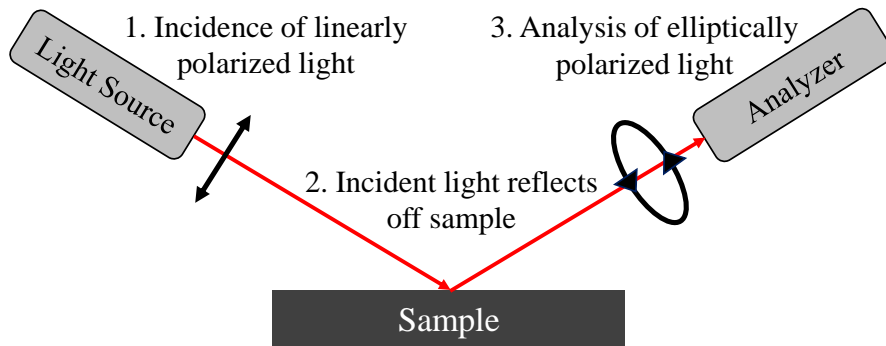 Light Source
1. Incidence of linearly
polarized light
2. Incident light reflects
off sample
3. Analysis of elliptically
polarized light
Analyzer
Sample